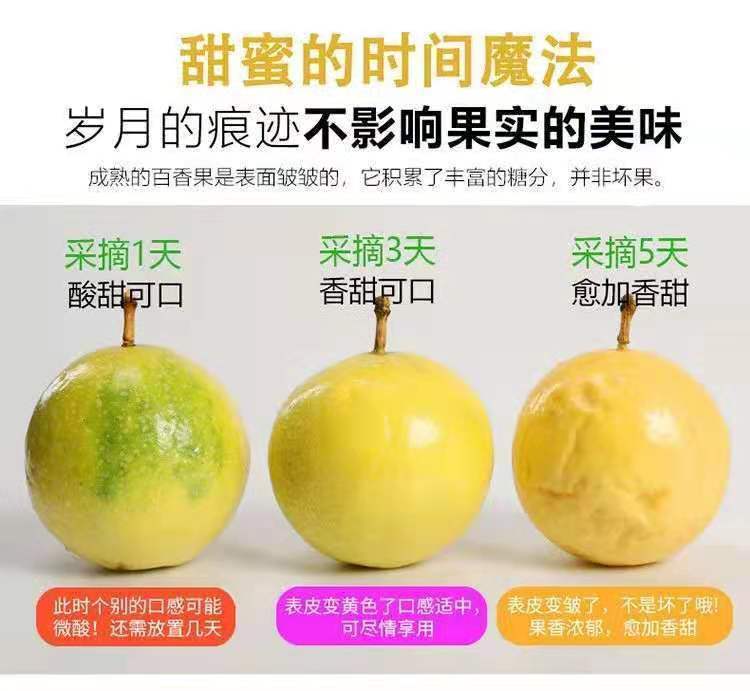 甜蜜的时间魔法
岁月的痕迹不影响果实的美味
成熟的百香果是表面皱皱的，它积累了丰富的糖分，并非坏果。
采摘1天
酸甜可口
采摘3天
香甜可口
采摘5天
愈加香甜
此时个别的口感可能
微酸！还需放置几天
表皮变黄色了口感适中，
可尽情享用
表皮变皱了，不是坏了哦!
果香浓郁，愈加香甜